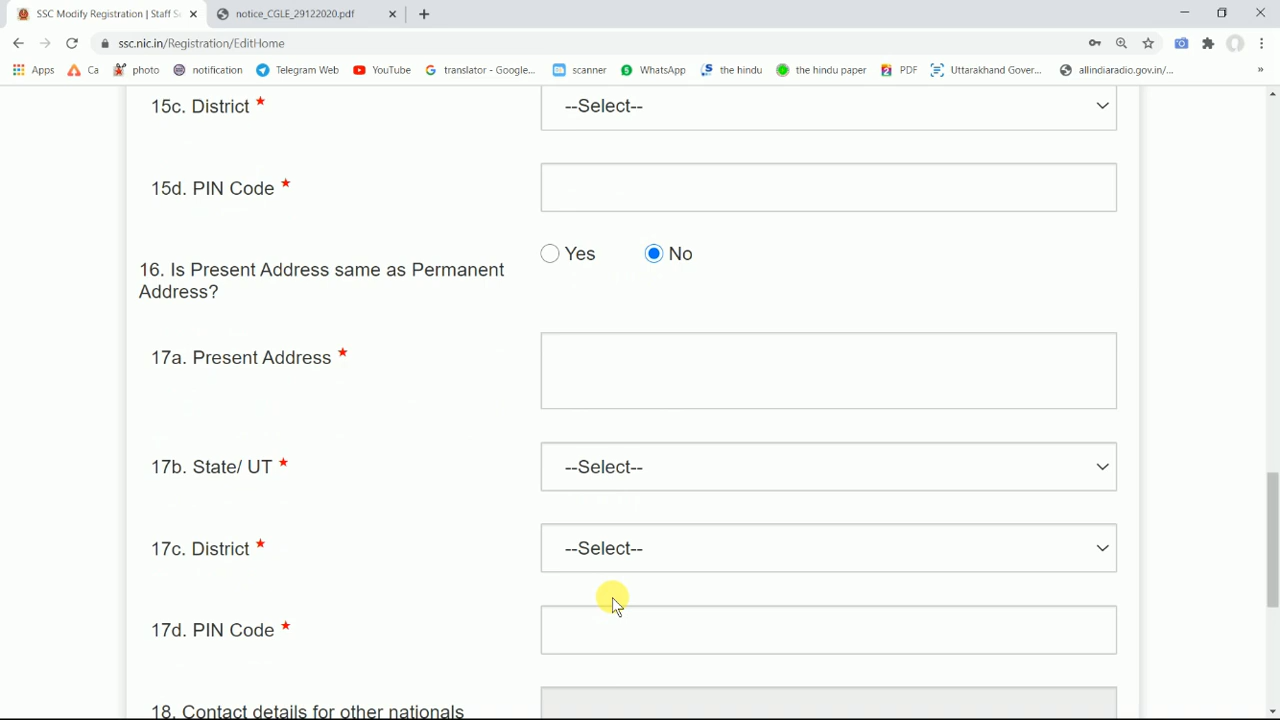 SSC Modify Registration | Staff Se
notice_CGLE_29122020.pdf
ssc.nic.in/Registration/EditHome
Apps
Ca
photo
notification
Telegram Web
YouTube
translator - Google...
scanner
WhatsApp
the hindu
the hindu paper
PDF
Uttarakhand Gover...
allindiaradio.gov.in/...
»
15c. District *
--Select--
15d. PIN Code *
16. Is Present Address same as Permanent
Address?
Yes
No
17a. Present Address *
17b. State/ UT *
--Select--
17c. District *
--Select--
17d. PIN Code *
18. Contact details for other nationals